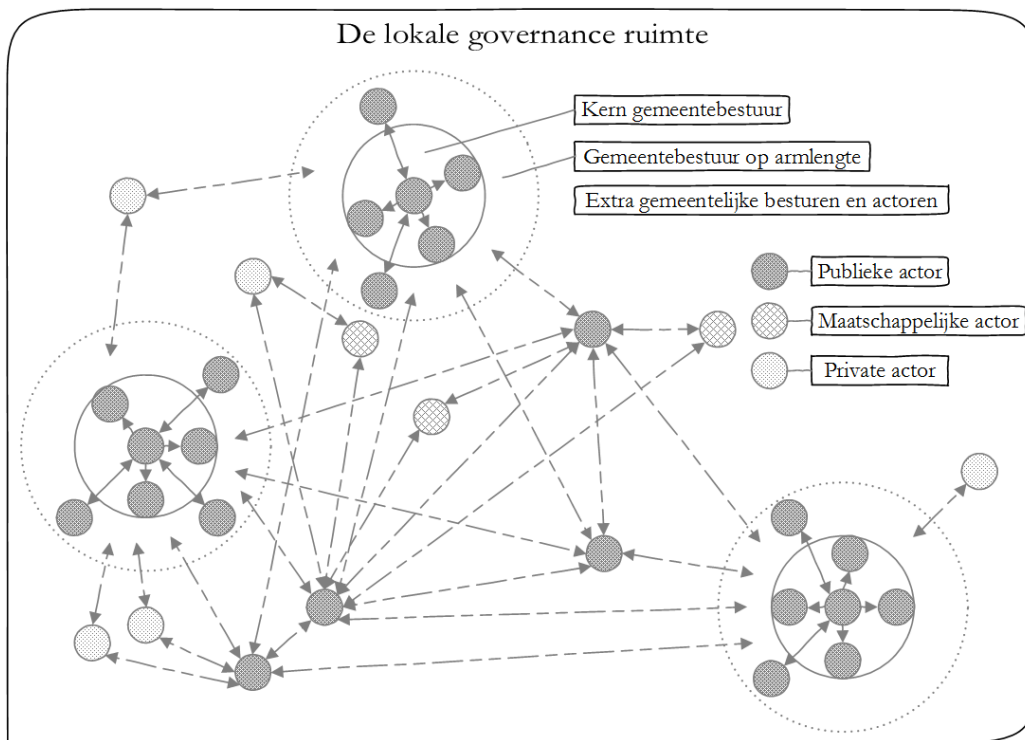 De lokale governance ruimte
Kern gemeentebestuur
Gemeentebestuur op armlengte
Extra gemeentelijke besturen en actoren
Publieke actor
Maatschappelijke actor
Private actor